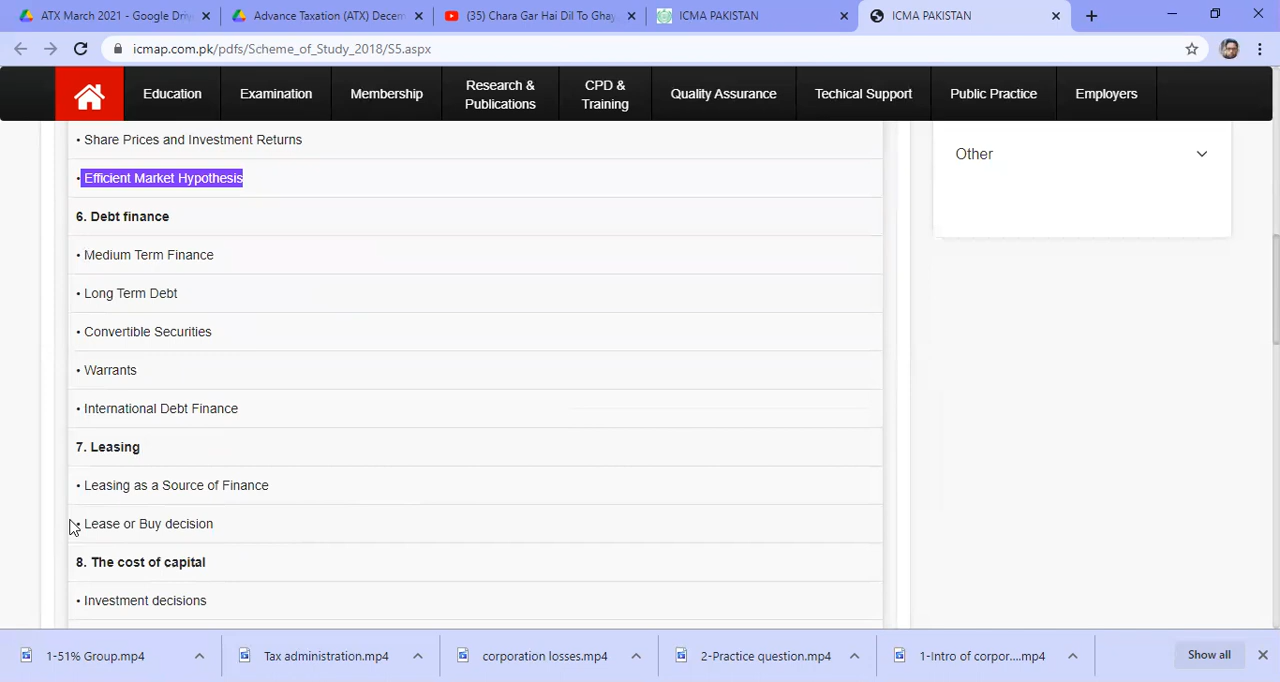 ATX March 2021 - Google Drive
Advance Taxation (ATX) Decem
(35) Chara Gar Hai Dil To Ghay
ICMA PAKISTAN
ICMA PAKISTAN
icmap.com.pk/pdfs/Scheme_of_Study_2018/S5.aspx
Education
Examination
Membership
Research &
Publications
CPD &
Training
Quality Assurance
Techical Support
Public Practice
Employers
• Share Prices and Investment Returns
Other
• Efficient Market Hypothesis
6. Debt finance
• Medium Term Finance
• Long Term Debt
• Convertible Securities
• Warrants
• International Debt Finance
7. Leasing
• Leasing as a Source of Finance
• Lease or Buy decision
8. The cost of capital
• Investment decisions
1-51% Group.mp4
Tax administration.mp4
corporation losses.mp4
2-Practice question.mp4
1-Intro of corpor....mp4
Show all